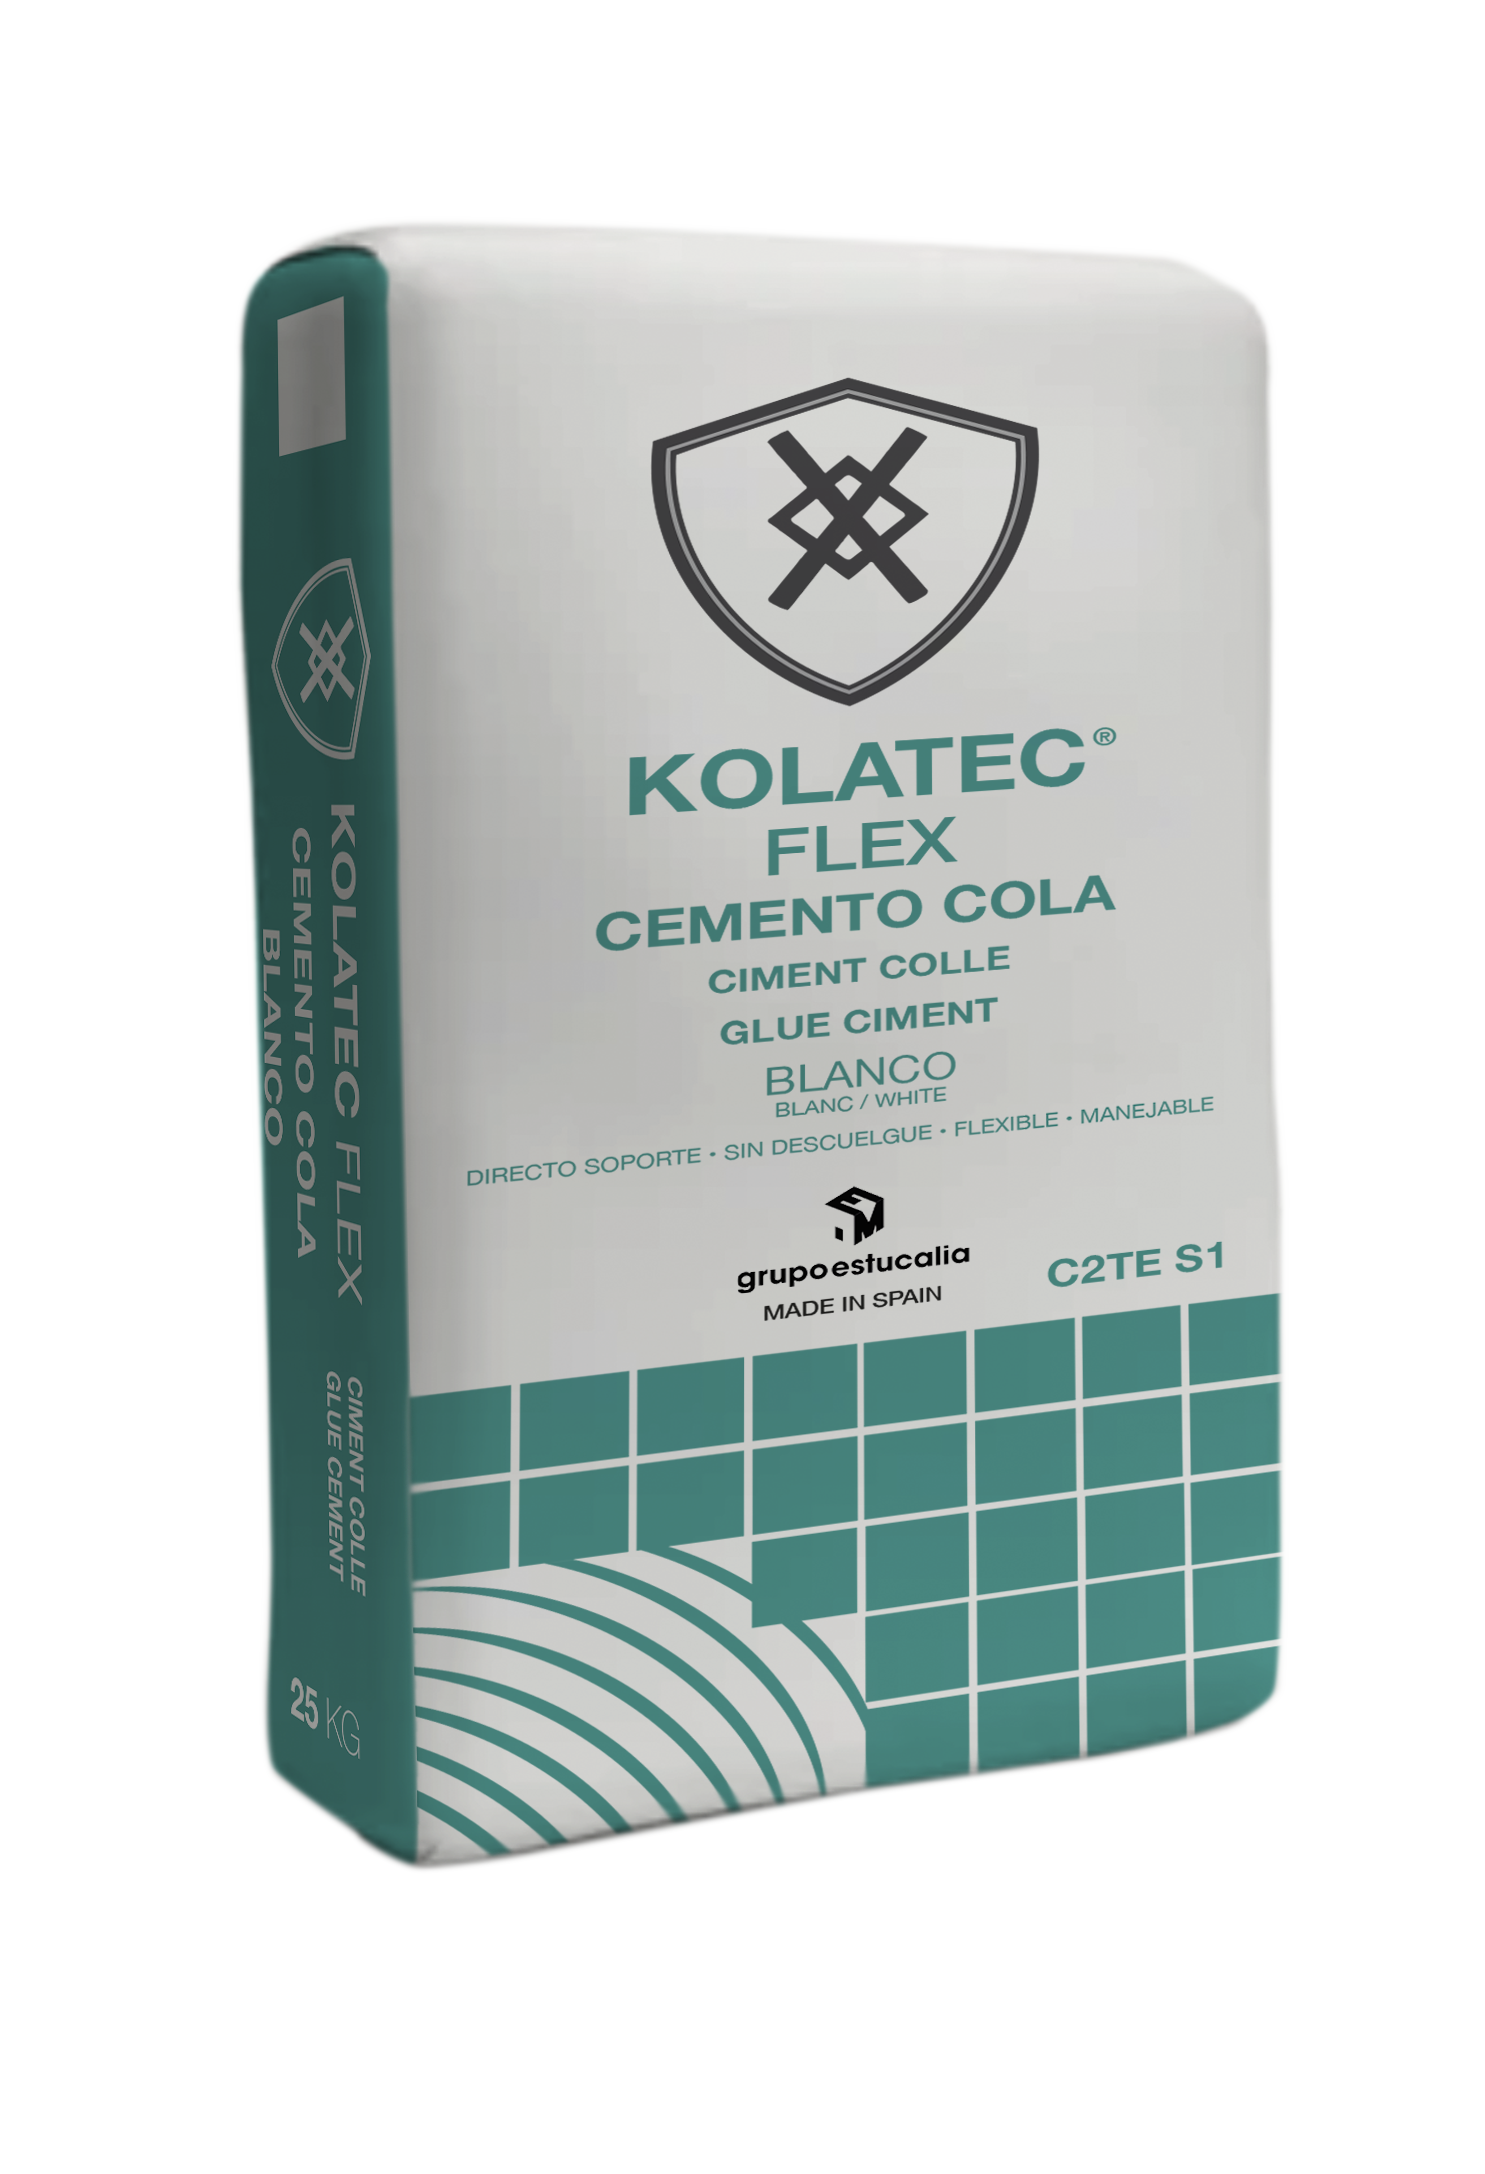 KOLATEC®
FLEX
CEMENTO COLA
CIMENT COLLE
GLUE CIMENT
BLANCO
BLANC / WHITE
DIRECTO SOPORTE • SIN DESCUELGUE • FLEXIBLE • MANEJABLE
grupoestucalia
MADE IN SPAIN
C2TE S1
KOLATEC FLEX
CEMENTO COLA
BLANCO
CIMENT COLLE
GLUE CEMENT
25 KG